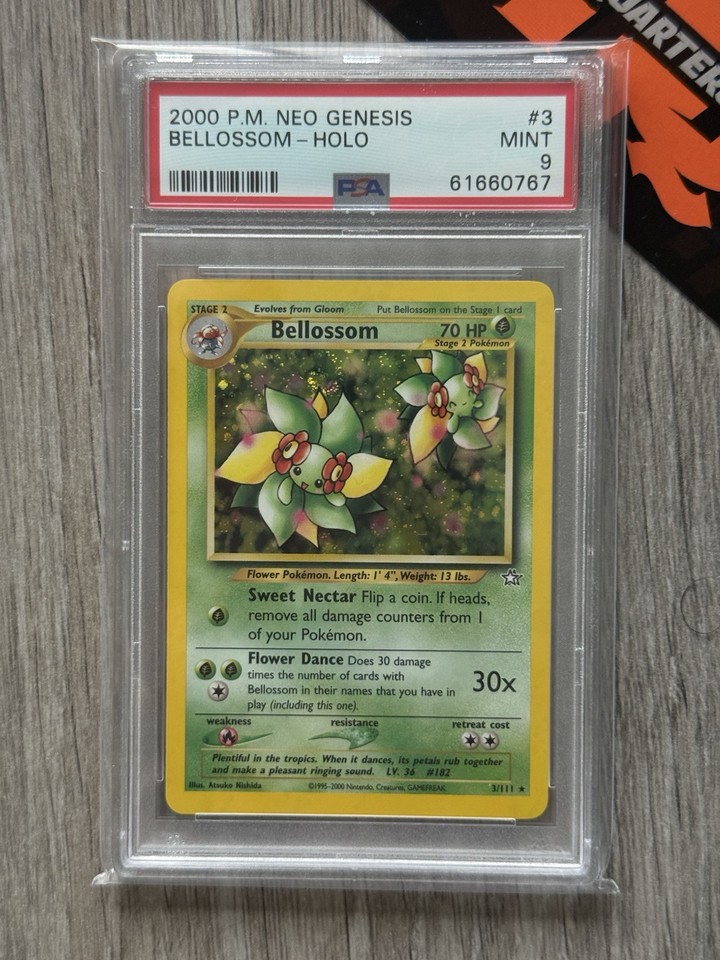 QUARTERS
2000 P.M. NEO GENESIS #3
BELLOSSOM – HOLO MINT
9
PSA 61660767
STAGE 2 Evolves from Gloom Put Bellossom on the Stage 1 card
Bellossom 70 HP
Stage 2 Pokémon
Flower Pokémon. Length: 1' 4", Weight: 13 lbs.
Sweet Nectar Flip a coin. If heads,
remove all damage counters from 1
of your Pokémon.
Flower Dance Does 30 damage
times the number of cards with
Bellossom in their names that you have in
play (including this one).
30x
weakness resistance retreat cost
Plentiful in the tropics. When it dances, its petals rub together
and make a pleasant ringing sound. LV. 36 #182
Illus. Atsuko Nishida ©1995-2000 Nintendo, Creatures, GAMEFREAK. 3/111